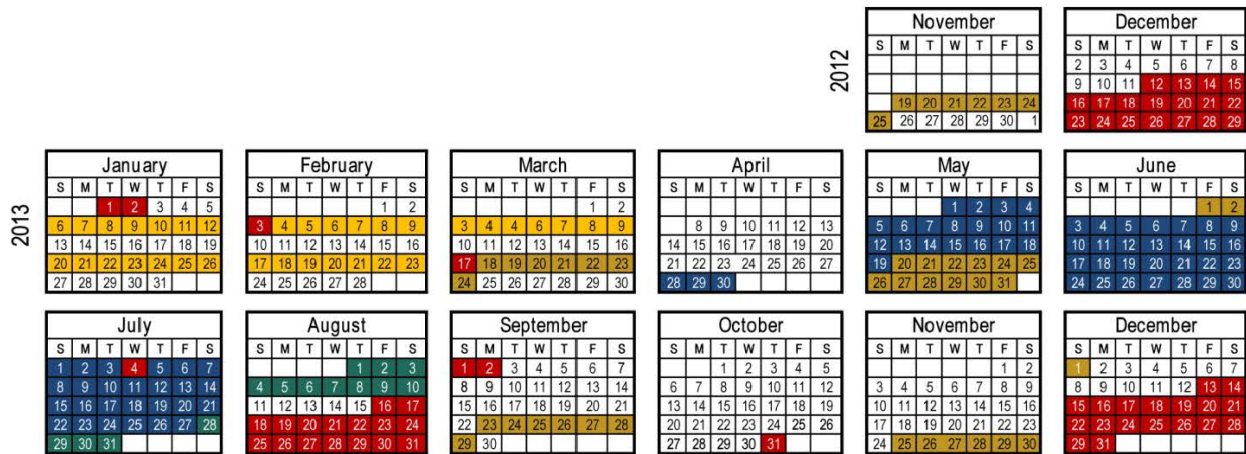 2012
November
S M T W T F S
19 20 21 22 23 24
25 26 27 28 29 30 1
December
S M T W T F S
2 3 4 5 6 7 8
9 10 11 12 13 14 15
16 17 18 19 20 21 22
23 24 25 26 27 28 29
2013
January
S M T W T F S
1 2 3 4 5
6 7 8 9 10 11 12
13 14 15 16 17 18 19
20 21 22 23 24 25 26
27 28 29 30 31
February
S M T W T F S
1 2
3 4 5 6 7 8 9
10 11 12 13 14 15 16
17 18 19 20 21 22 23
24 25 26 27 28
March
S M T W T F S
1 2
3 4 4 6 7 8 9
10 11 12 13 14 15 16
17 18 19 20 21 22 23
24 25 26 27 28 29 30
April
S M T W T F S
8 9 10 11 12 13
14 15 16 17 18 19 20
21 22 23 24 25 26 27
28 29 30
May
S M T W T F S
1 2 3 4
5 6 7 8 9 10 11
12 13 14 15 16 17 18
19 20 21 22 23 24 25
26 27 28 29 30 31
June
S M T W T F S
1 2
3 4 5 6 7 8 9
10 11 12 13 14 15 16
17 18 19 20 21 22 23
24 25 26 27 28 29 30
July
S M T W T F S
1 2 3 4 5 6 7
8 9 10 11 12 13 14
15 16 17 18 19 20 21
22 23 24 25 26 27 28
29 30 31
August
S M T W T F S
1 2 3
4 5 6 7 8 9 10
11 12 13 14 15 16 17
18 19 20 21 22 23 24
25 26 27 28 29 30 31
September
S M T W T F S
1 2 3 4 5 6 7
8 9 10 11 12 13 14
15 16 17 18 19 20 21
22 23 24 25 26 27 28
29 30
October
S M T W T F S
1 2 3 4 5
6 7 8 9 10 11 12
13 14 15 16 17 18 19
20 21 22 23 24 25 26
27 28 29 30 31
November
S M T W T F S
1 2
3 4 5 6 7 8 9
10 11 12 13 14 15 16
17 18 19 20 21 22 23
24 25 26 27 28 29 30
December
S M T W T F S
1 2 3 4 5 6 7
8 9 10 11 12 13 14
15 16 17 18 19 20 21
22 23 24 25 26 27 28
29 31